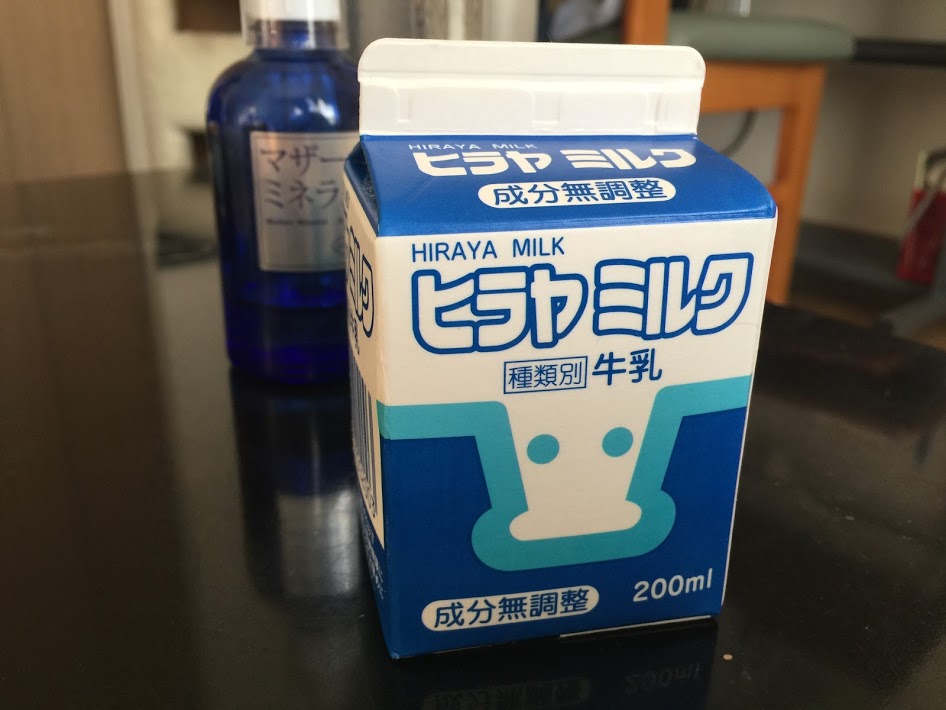 マザー
ミネラ
HIRAYA MILK
ヒラヤ ミルク
成分無調整
HIRAYA MILK
ヒラヤ ミルク
種類別 牛乳
成分無調整
200ml